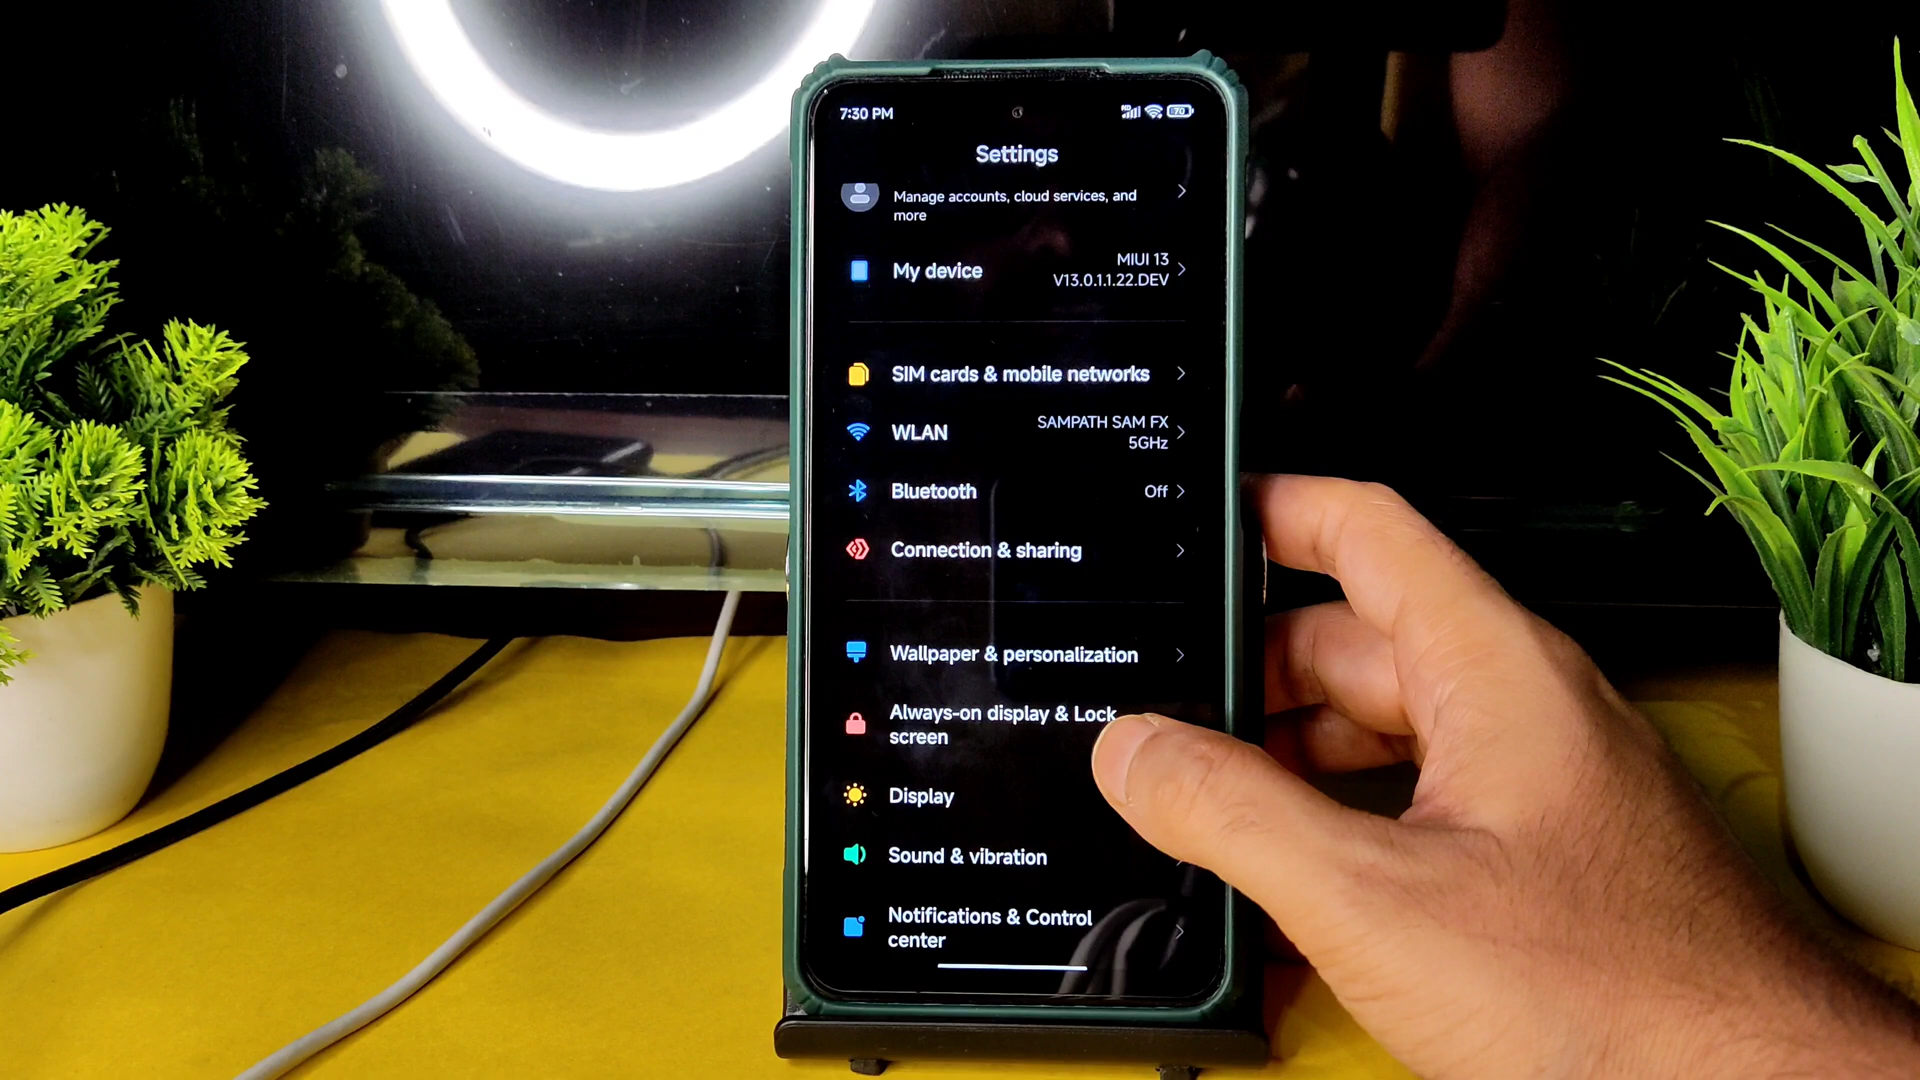 7:30 PM
70
Settings
Manage accounts, cloud services, and
more
My device
MIUI 13
V13.0.1.1.22.DEV
SIM cards & mobile networks
WLAN
SAMPATH SAM FX
5GHz
Bluetooth
Off
Connection & sharing
Wallpaper & personalization
Always-on display & Lock
screen
Display
Sound & vibration
Notifications & Control
center